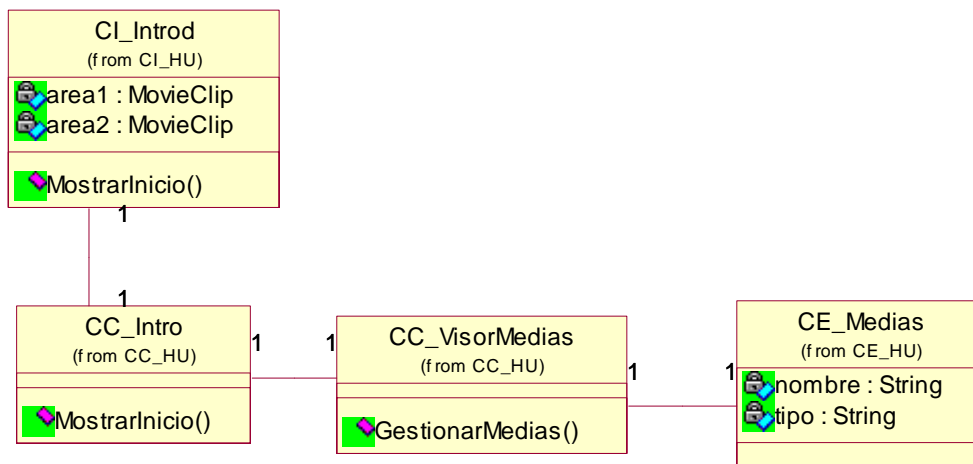 CI_Introd
(from CI_HU)
area1 : MovieClip
area2 : MovieClip
MostrarInicio()
1
1
CC_Intro
(from CC_HU)
MostrarInicio()
1
1
CC_VisorMedias
(from CC_HU)
GestionarMedias()
1
1
CE_Medias
(from CE_HU)
nombre : String
tipo : String